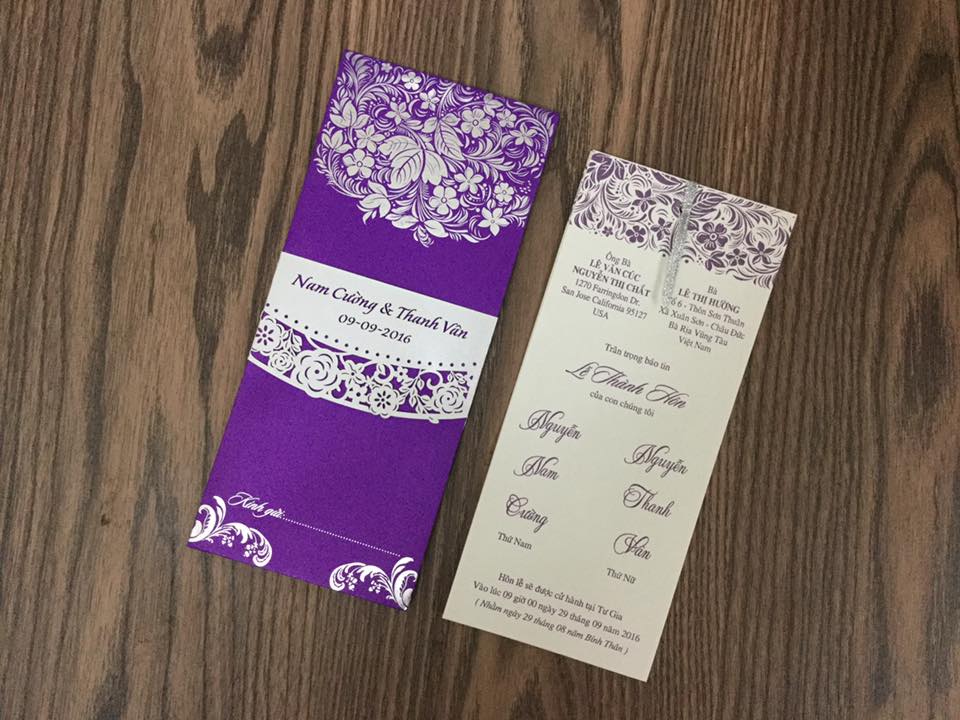 Nam Cường & Thanh Vân
09-09-2016
Kính gửi:
Ông Bà
LÊ VĂN CÚC
NGUYỄN THỊ CHẤT
1270 Farringdon Dr.
San Jose California 95127
USA
Bà
LÊ THỊ HƯỜNG
6 - Thôn Sơn Thuần
Xã Xuân Sơn - Châu Đức
Bà Rịa Vũng Tàu
Việt Nam
Trân trọng báo tin
Lễ Thành Hôn
của con chúng tôi
Nguyễn
Nam
Cường
Thứ Nam
Nguyễn
Thanh
Vân
Thứ Nữ
Hôn lễ sẽ được cử hành tại Tư Gia
Vào lúc 09 giờ 00 ngày 29 tháng 09 năm 2016
( Nhằm ngày 29 tháng 08 năm Bính Thân )